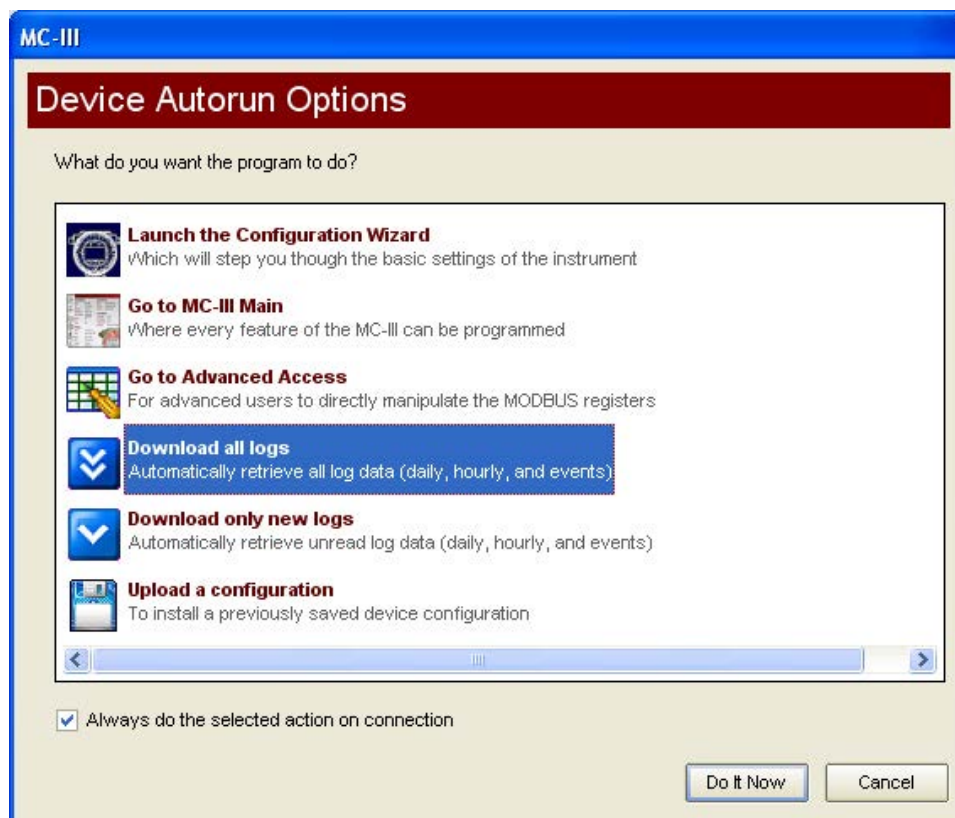 MC-III
Device Autorun Options
What do you want the program to do?
Launch the Configuration Wizard
Which will step you though the basic settings of the instrument
Go to MC-III Main
Where every feature of the MC-III can be programmed
Go to Advanced Access
For advanced users to directly manipulate the MODBUS registers
Download all logs
Automatically retrieve all log data (daily, hourly, and events)
Download only new logs
Automatically retrieve unread log data (daily, hourly, and events)
Upload a configuration
To install a previously saved device configuration
Always do the selected action on connection
Do It Now
Cancel